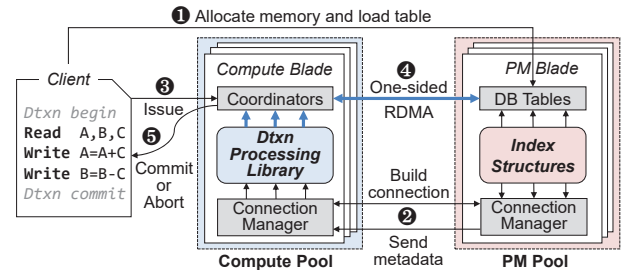 ❶ Allocate memory and load table
Client
Dtxn begin
Read A,B,C
Write A=A+C
Write B=B-C
Dtxn commit
❸
Issue
❺
Commit
or
Abort
Compute Blade
Coordinators
Dtxn
Processing
Library
Connection
Manager
Compute Pool
❹
One-sided
RDMA
Build
connection
❷
Send
metadata
PM Blade
DB Tables
Index
Structures
Connection
Manager
PM Pool